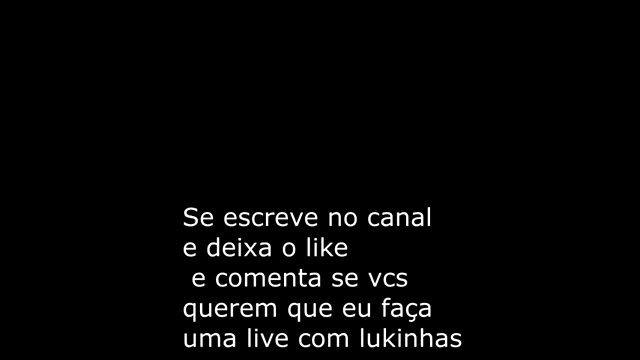 Se escreve no canal
e deixa o like
e comenta se vcs
querem que eu faça
uma live com lukinhas